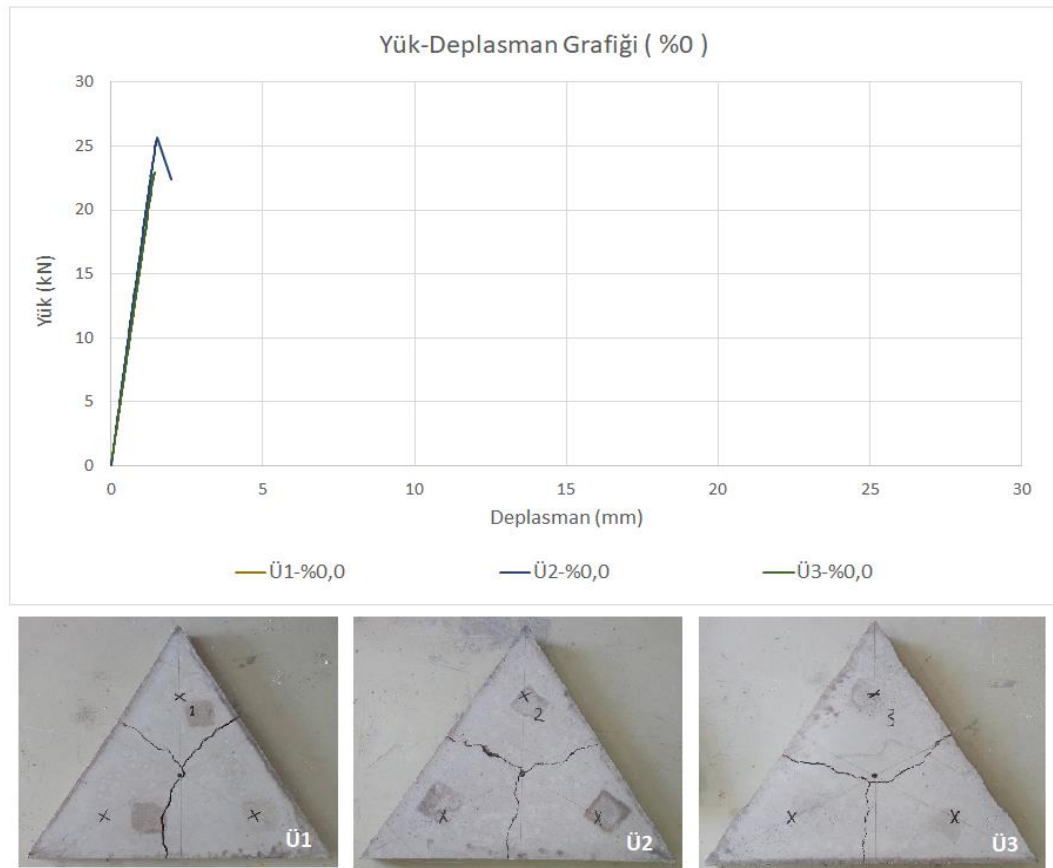 Yük-Deplasman Grafiği ( %0 )
30
25
20
15
10
5
0
Yük (kN)
0 5 10 15 20 25 30
Deplasman (mm)
Ü1-%0,0 Ü2-%0,0 Ü3-%0,0
1 2 3
X X X X X X X X
Ü1 Ü2 Ü3